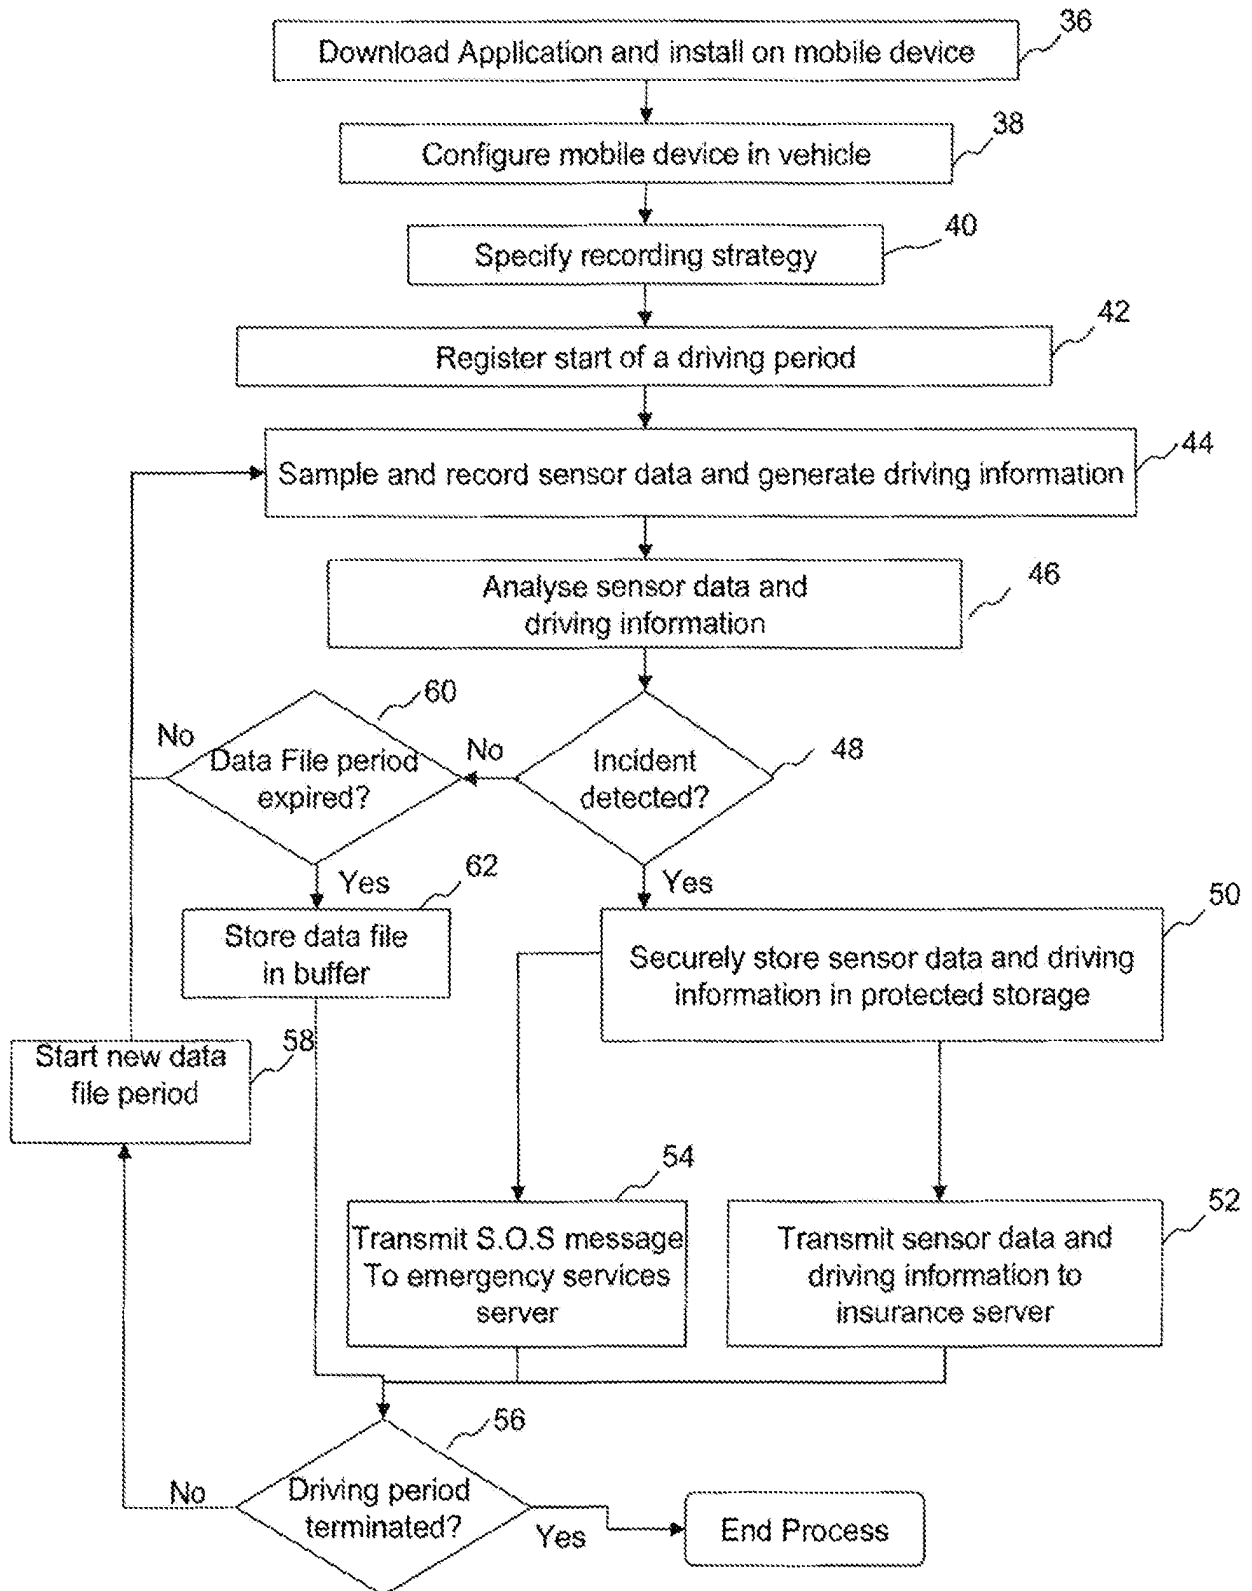 36
Download Application and install on mobile device
38
Configure mobile device in vehicle
40
Specify recording strategy
42
Register start of a driving period
44
Sample and record sensor data and generate driving information
46
Analyse sensor data and
driving information
60
48
No
No
Data File period
expired?
Incident
detected?
Yes
62
Yes
50
Store data file
in buffer
Securely store sensor data and driving
information in protected storage
58
Start new data
file period
54
52
Transmit S.O.S message
To emergency services
server
Transmit sensor data and
driving information to
insurance server
56
No
Driving period
terminated?
Yes
End Process